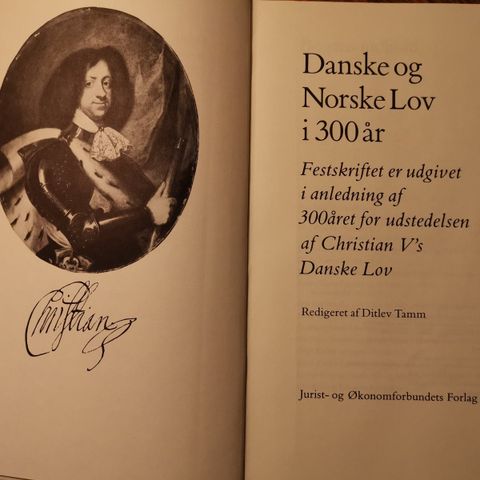 Christian
Danske og
Norske Lov
i 300 år
Festskriftet er udgivet
i anledning af
300året for udstedelsen
af Christian V's
Danske Lov
Redigeret af Ditlev Tamm
Jurist- og Økonomforbundets Forlag